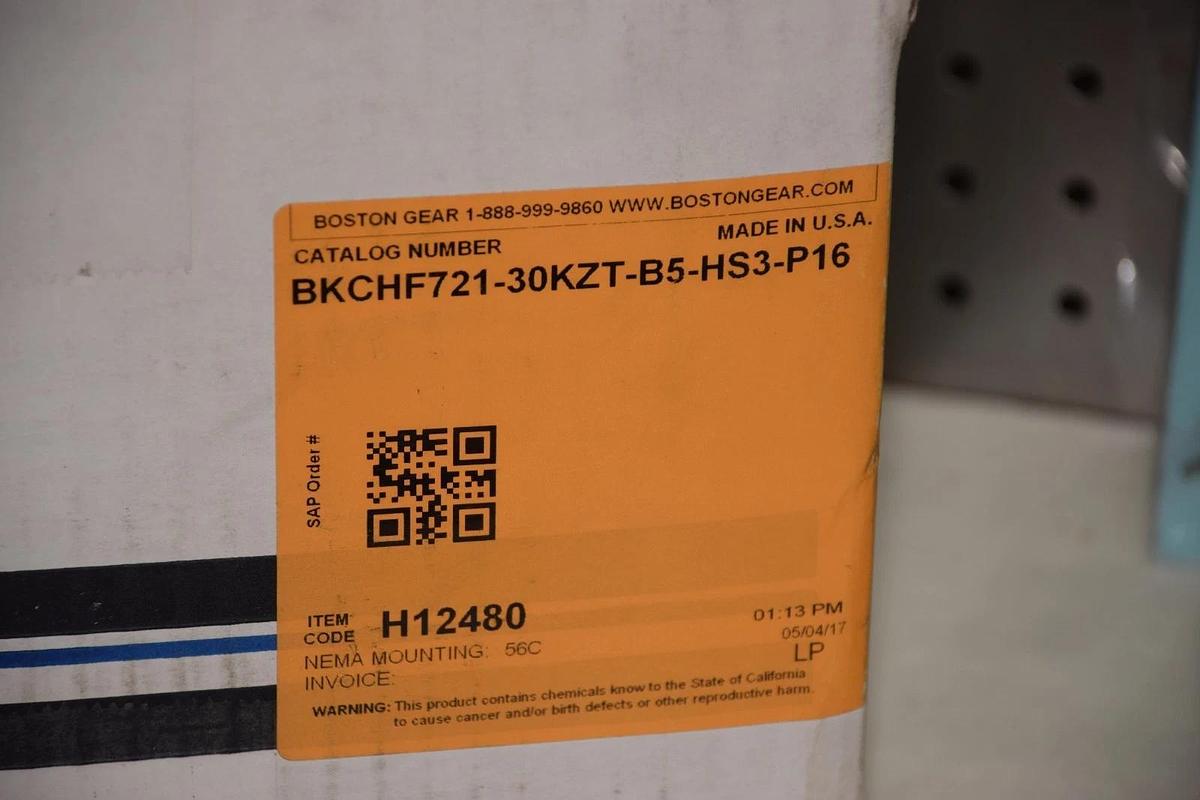 BOSTON GEAR 1-888-999-9860 WWW.BOSTONGEAR.COM
MADE IN U.S.A.
CATALOG NUMBER
BKCHF721-30KZT-B5-HS3-P16
SAP Order #
ITEM CODE H12480
01:13 PM
NEMA MOUNTING: 56C
05/04/17
INVOICE:
LP
WARNING: This product contains chemicals know to the State of California
to cause cancer and/or birth defects or other reproductive harm.